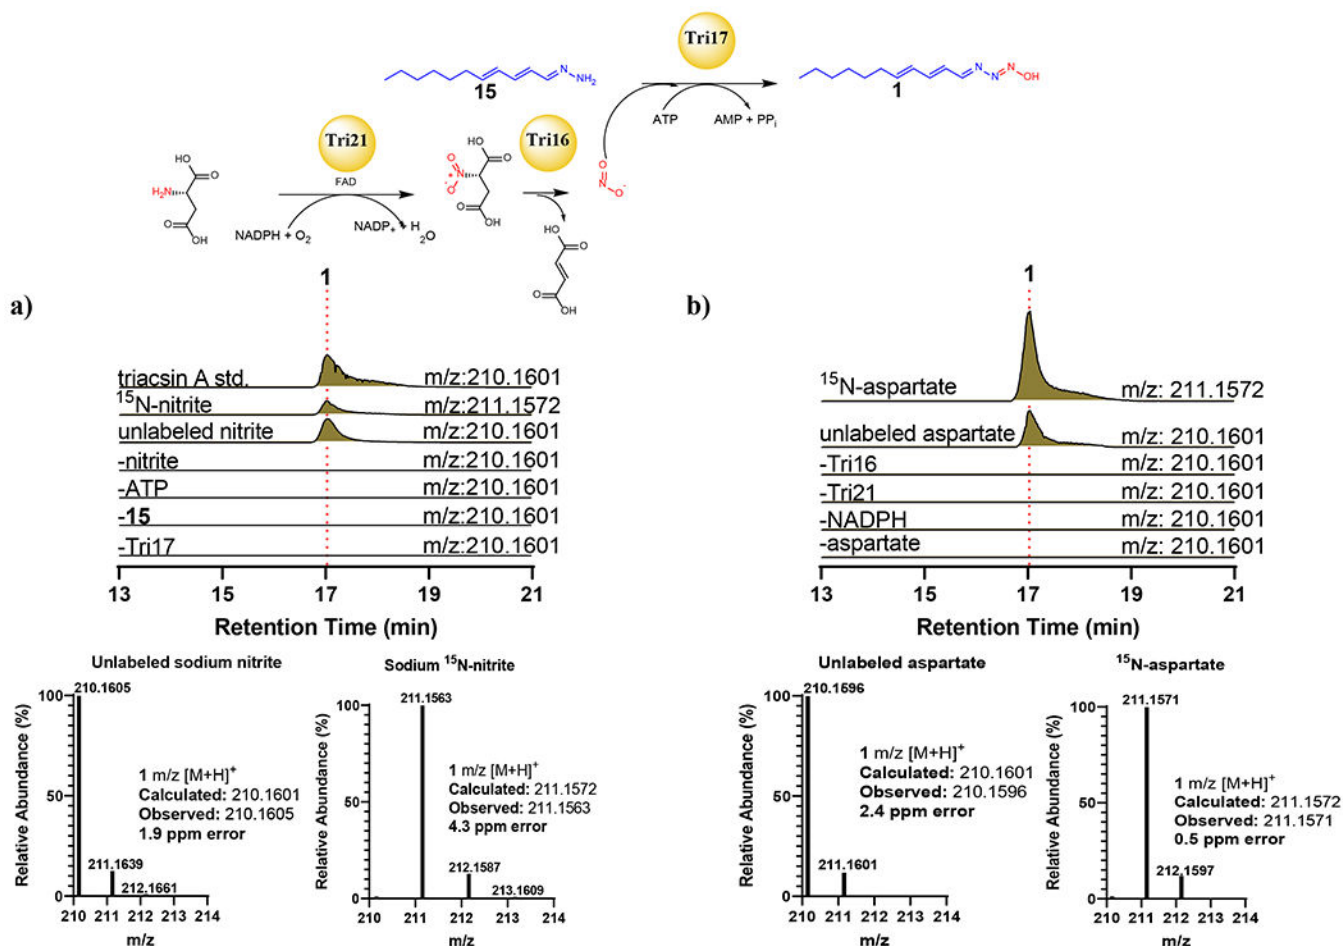 Tri17
15
NH₂
N
1
N
N
N
OH
ATP
AMP + PPᵢ
Tri21
Tri16
FAD
HO
O
H₂N
O
OH
NADPH + O₂
NADP₊ + H₂O
HO
O
O
N⁺
O⁻
O
OH
O
N
O⁻
HO
O
O
OH
a)
1
triacsin A std. m/z:210.1601
¹⁵N-nitrite m/z:211.1572
unlabeled nitrite m/z:210.1601
-nitrite m/z:210.1601
-ATP m/z:210.1601
-15 m/z:210.1601
-Tri17 m/z:210.1601
13 15 17 19 21
Retention Time (min)
b)
1
¹⁵N-aspartate m/z: 211.1572
unlabeled aspartate m/z: 210.1601
-Tri16 m/z: 210.1601
-Tri21 m/z: 210.1601
-NADPH m/z: 210.1601
-aspartate m/z: 210.1601
13 15 17 19 21
Retention Time (min)
Unlabeled sodium nitrite
Relative Abundance (%)
100
50
0
210.1605
211.1639
212.1661
1 m/z [M+H]⁺
Calculated: 210.1601
Observed: 210.1605
1.9 ppm error
210 211 212 213 214
m/z
Sodium ¹⁵N-nitrite
Relative Abundance (%)
100
50
0
211.1563
212.1587
213.1609
1 m/z [M+H]⁺
Calculated: 211.1572
Observed: 211.1563
4.3 ppm error
210 211 212 213 214
m/z
Unlabeled aspartate
Relative Abundance (%)
100
50
0
210.1596
211.1601
1 m/z [M+H]⁺
Calculated: 210.1601
Observed: 210.1596
2.4 ppm error
210 211 212 213 214
m/z
¹⁵N-aspartate
Relative Abundance (%)
100
50
0
211.1571
212.1597
1 m/z [M+H]⁺
Calculated: 211.1572
Observed: 211.1571
0.5 ppm error
210 211 212 213 214
m/z